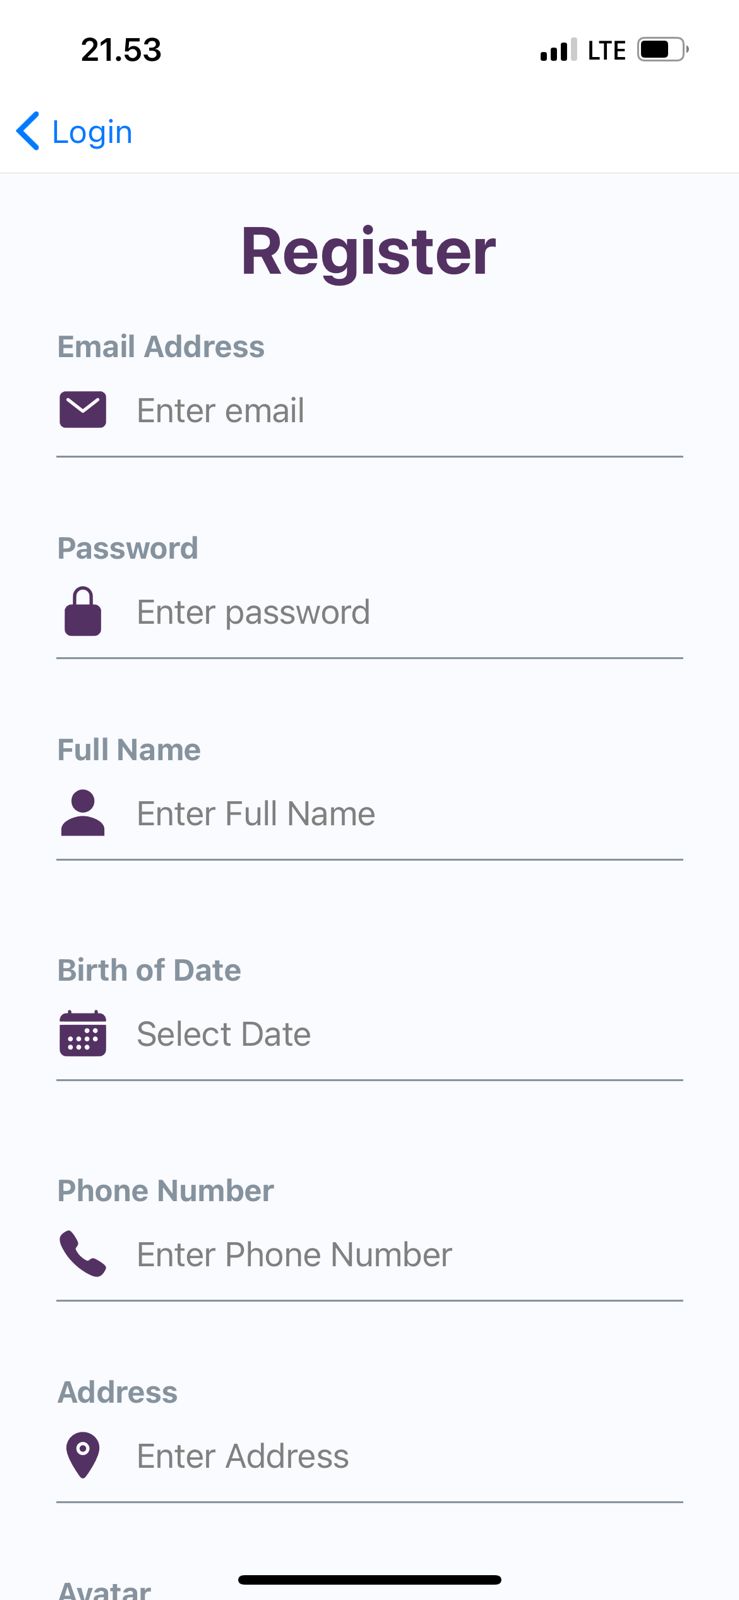 21.53 LTE
Login
Register
Email Address
Enter email
Password
Enter password
Full Name
Enter Full Name
Birth of Date
Select Date
Phone Number
Enter Phone Number
Address
Enter Address
Avatar